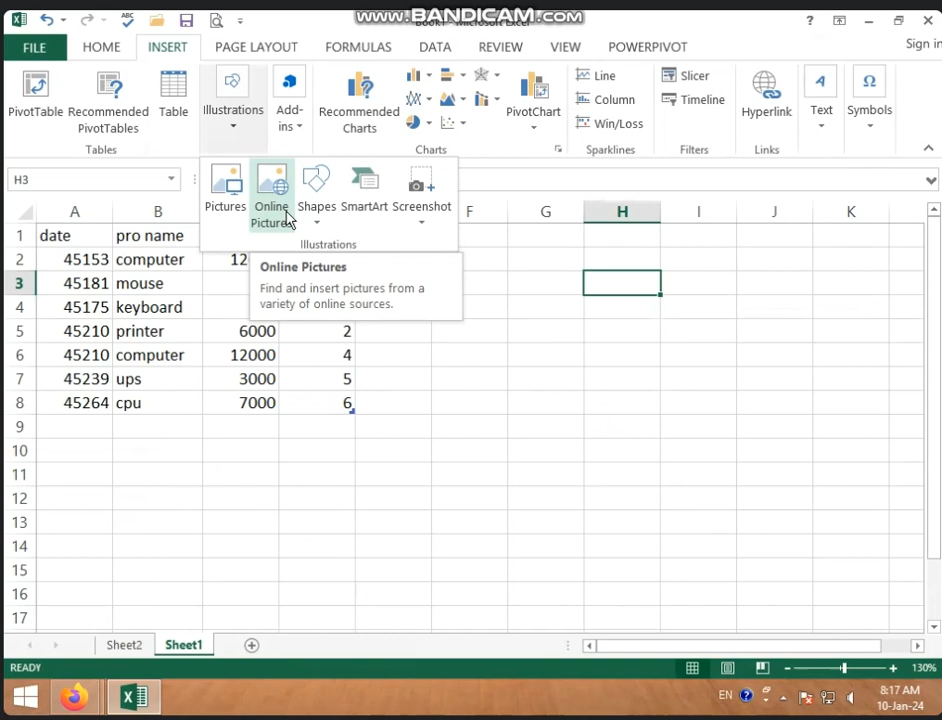 www.BANDICAM.com
FILE HOME INSERT PAGE LAYOUT FORMULAS DATA REVIEW VIEW POWERPIVOT Sign in
PivotTable Recommended PivotTables Table
Tables
Illustrations
Add-ins
Recommended Charts
PivotChart
Charts
Line
Column
Win/Loss
Sparklines
Slicer
Timeline
Filters
Hyperlink
Links
Text
Symbols
Pictures Online Pictures Shapes SmartArt Screenshot
Illustrations
H3
Online Pictures
Find and insert pictures from a
variety of online sources.
A B F G H I J K
1 date pro name
2 45153 computer
3 45181 mouse
4 45175 keyboard
5 45210 printer 6000 2
6 45210 computer 12000 4
7 45239 ups 3000 5
8 45264 cpu 7000 6
9
10
11
12
13
14
15
16
17
Sheet2 Sheet1
READY 130%
EN 8:17 AM
10-Jan-24